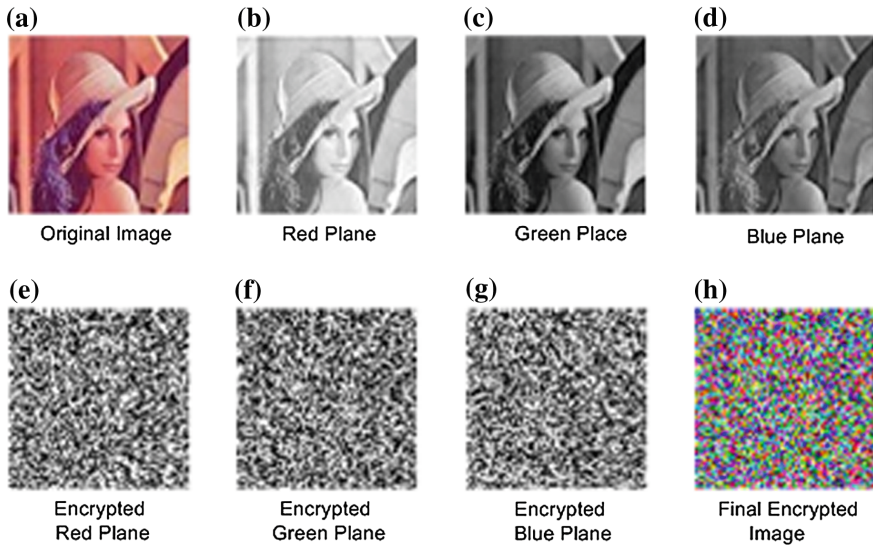 (a) (b) (c) (d)
Original Image Red Plane Green Place Blue Plane
(e) (f) (g) (h)
Encrypted Encrypted Encrypted Final Encrypted
Red Plane Green Plane Blue Plane Image